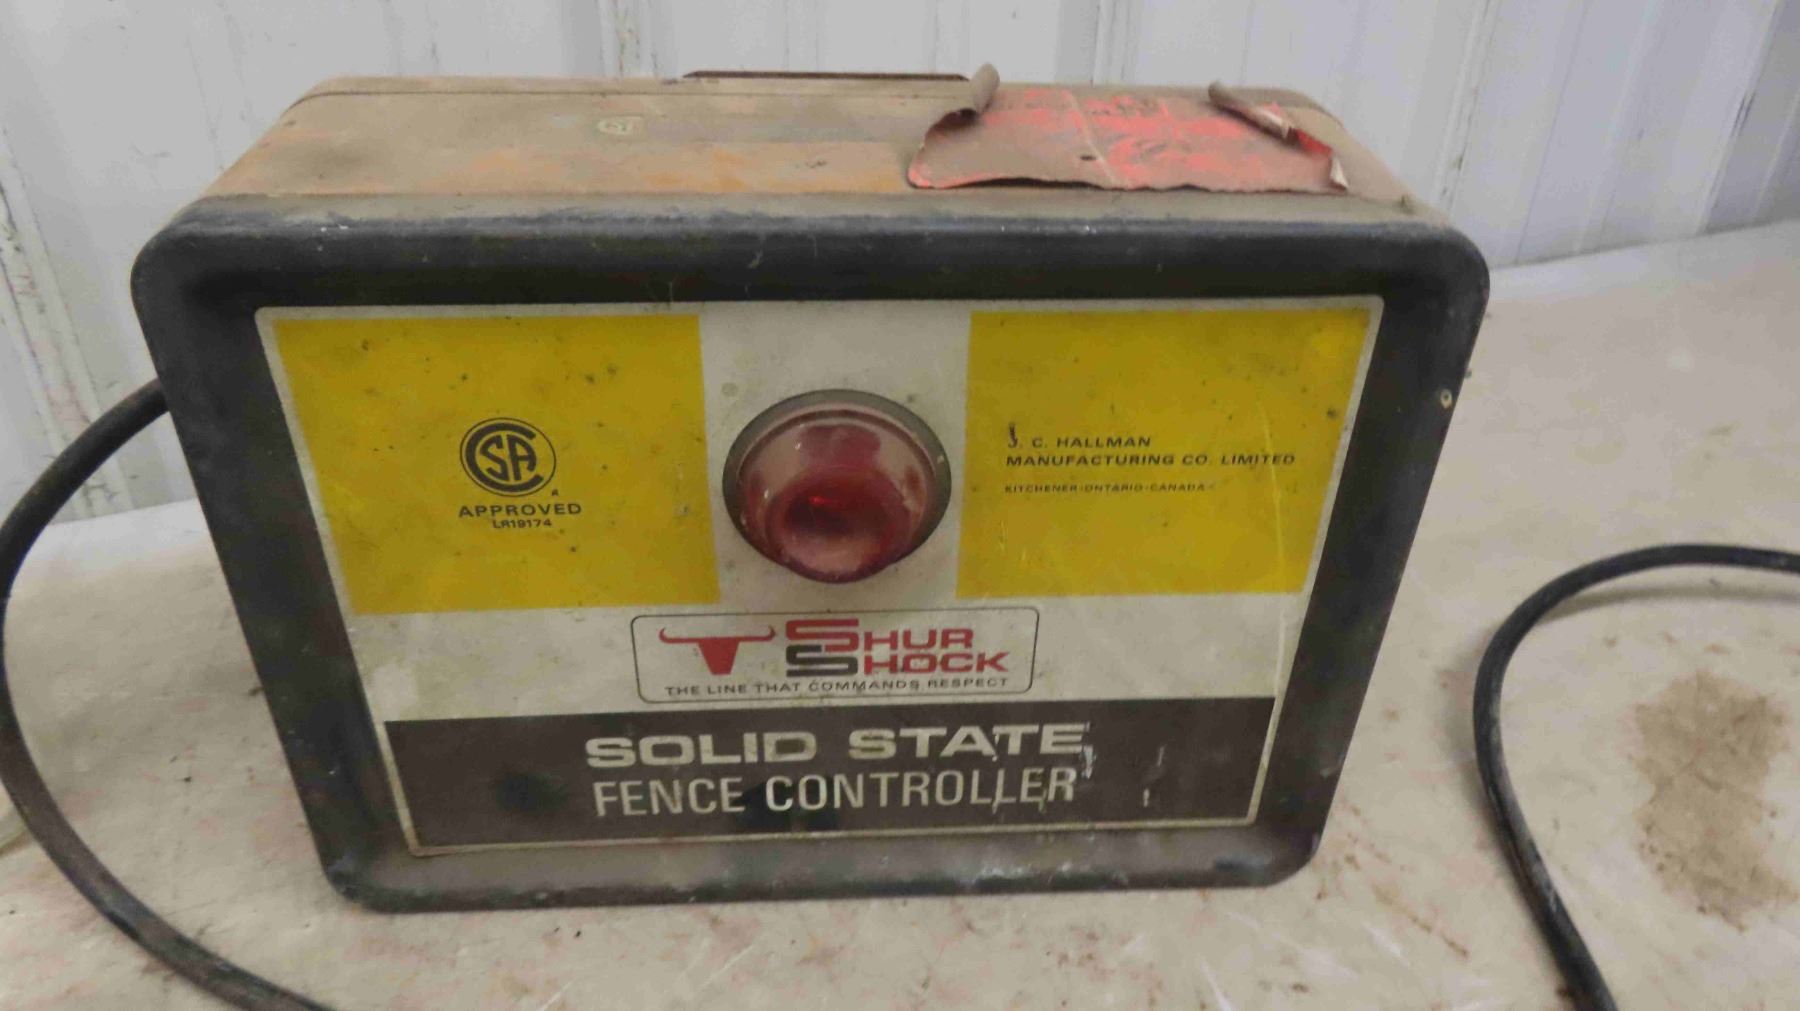 CSA
APPROVED
LR19174
J. C. HALLMAN
MANUFACTURING CO. LIMITED
KITCHENER-ONTARIO-CANADA
SHUR
SHOCK
THE LINE THAT COMMANDS RESPECT
SOLID STATE
FENCE CONTROLLER